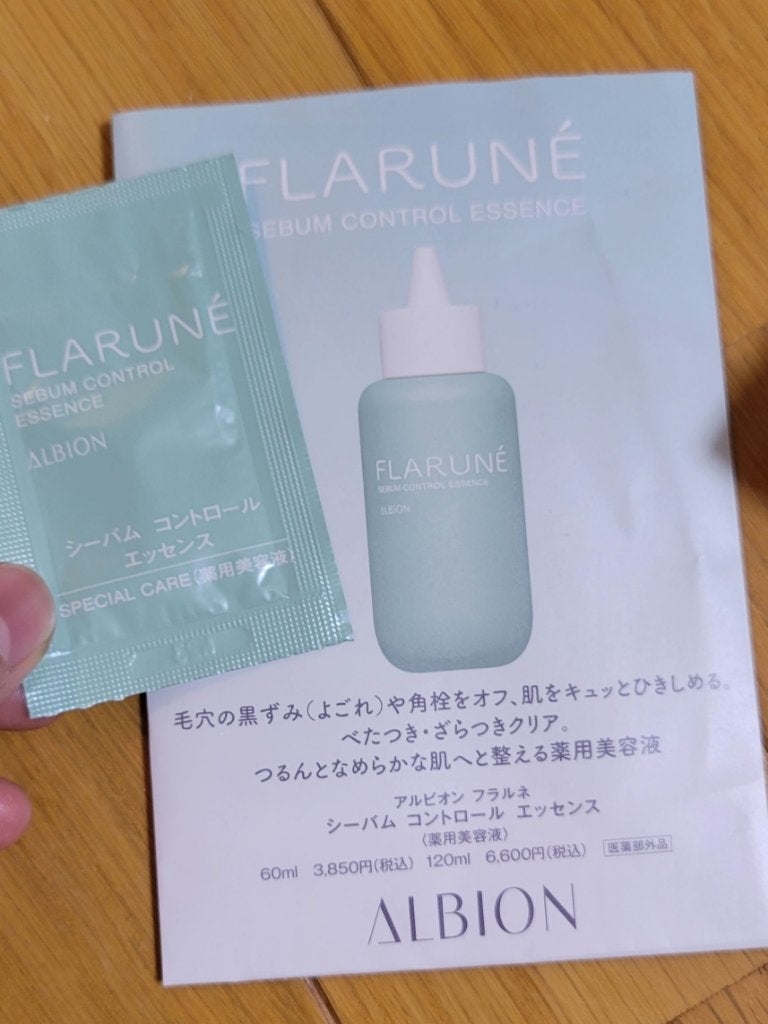 FLARUNÉ
SEBUM CONTROL
ESSENCE
ALBION
シーバム コントロール
エッセンス
SPECIAL CARE(薬用美容液)
FLARUNÉ
SEBUM CONTROL ESSENCE
FLARUNÉ
SEBUM CONTROL ESSENCE
ALBION
毛穴の黒ずみ(よごれ)や角栓をオフ、肌をキュッとひきしめる。
べたつき・ざらつきクリア。
つるんとなめらかな肌へと整える薬用美容液
アルビオン フラルネ
シーバム コントロール エッセンス
〈薬用美容液〉
60ml 3,850円(税込) 120ml 6,600円(税込) 医薬部外品
ALBION